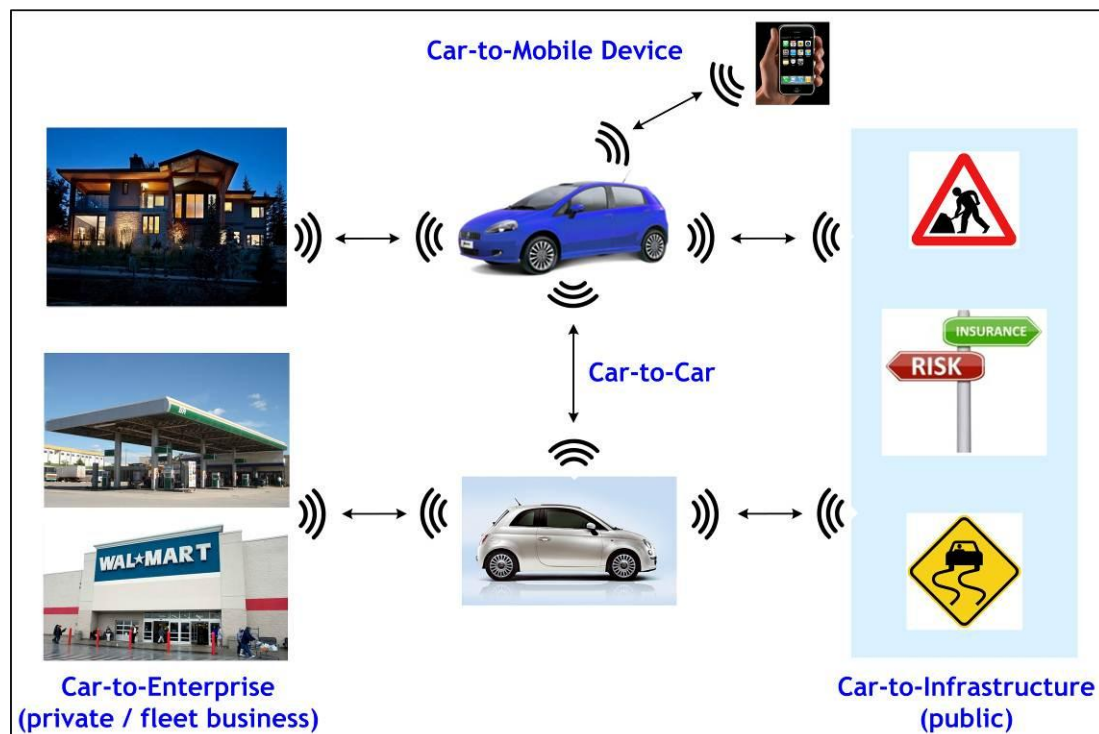 Car-to-Mobile Device
INSURANCE
RISK
Car-to-Car
WAL★MART
Car-to-Enterprise
(private / fleet business)
Car-to-Infrastructure
(public)